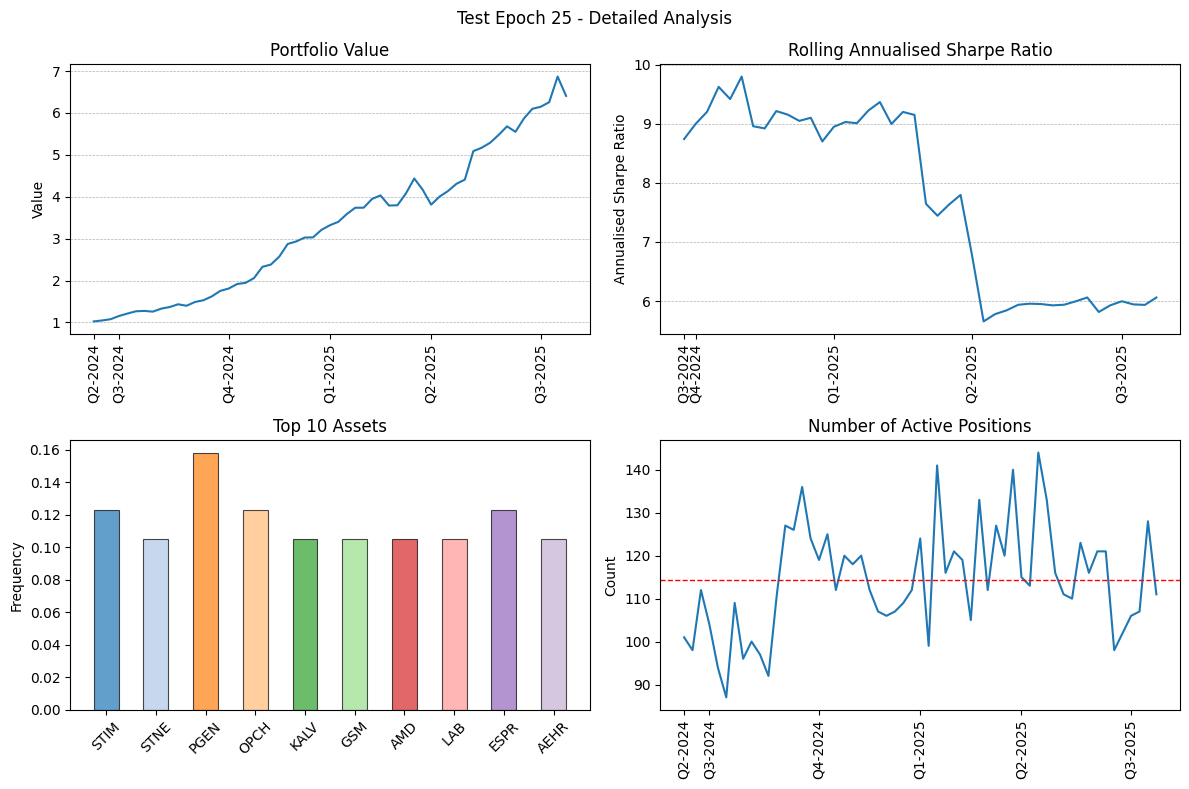 Test Epoch 25 - Detailed Analysis
Portfolio Value
Value
7
6
5
4
3
2
1
Q2-2024
Q3-2024
Q4-2024
Q1-2025
Q2-2025
Q3-2025
Rolling Annualised Sharpe Ratio
Annualised Sharpe Ratio
10
9
8
7
6
Q3-2024
Q4-2024
Q1-2025
Q2-2025
Q3-2025
Top 10 Assets
Frequency
0.16
0.14
0.12
0.10
0.08
0.06
0.04
0.02
0.00
STIM
STNE
PGEN
OPCH
KALV
GSM
AMD
LAB
ESPR
AEHR
Number of Active Positions
Count
140
130
120
110
100
90
Q2-2024
Q3-2024
Q4-2024
Q1-2025
Q2-2025
Q3-2025